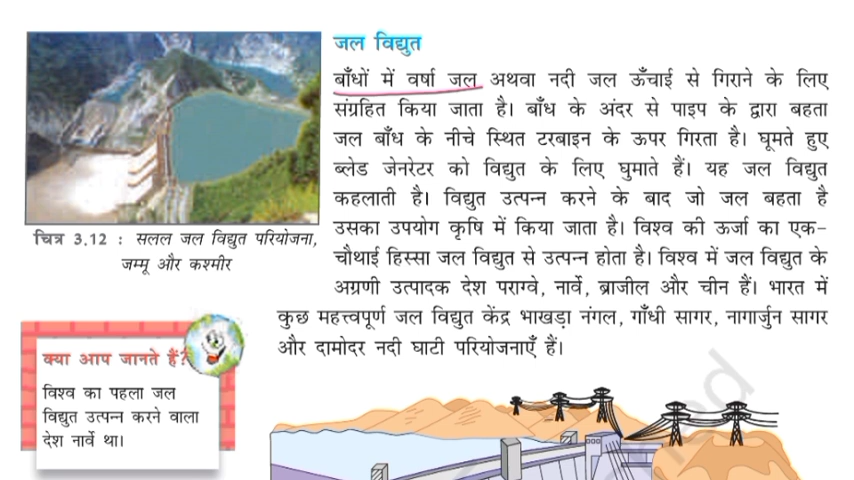 जल विद्युत
बाँधों में वर्षा जल अथवा नदी जल ऊँचाई से गिराने के लिए
संग्रहित किया जाता है। बाँध के अंदर से पाइप के द्वारा बहता
जल बाँध के नीचे स्थित टरबाइन के ऊपर गिरता है। घूमते हुए
ब्लेड जेनरेटर को विद्युत के लिए घुमाते हैं। यह जल विद्युत
कहलाती है। विद्युत उत्पन्न करने के बाद जो जल बहता है
उसका उपयोग कृषि में किया जाता है। विश्व की ऊर्जा का एक-
चौथाई हिस्सा जल विद्युत से उत्पन्न होता है। विश्व में जल विद्युत के
अग्रणी उत्पादक देश पराग्वे, नार्वे, ब्राजील और चीन हैं। भारत में
कुछ महत्त्वपूर्ण जल विद्युत केंद्र भाखड़ा नंगल, गाँधी सागर, नागार्जुन सागर
और दामोदर नदी घाटी परियोजनाएँ हैं।
चित्र 3.12 : सलल जल विद्युत परियोजना,
जम्मू और कश्मीर
क्या आप जानते हैं?
विश्व का पहला जल
विद्युत उत्पन्न करने वाला
देश नार्वे था।